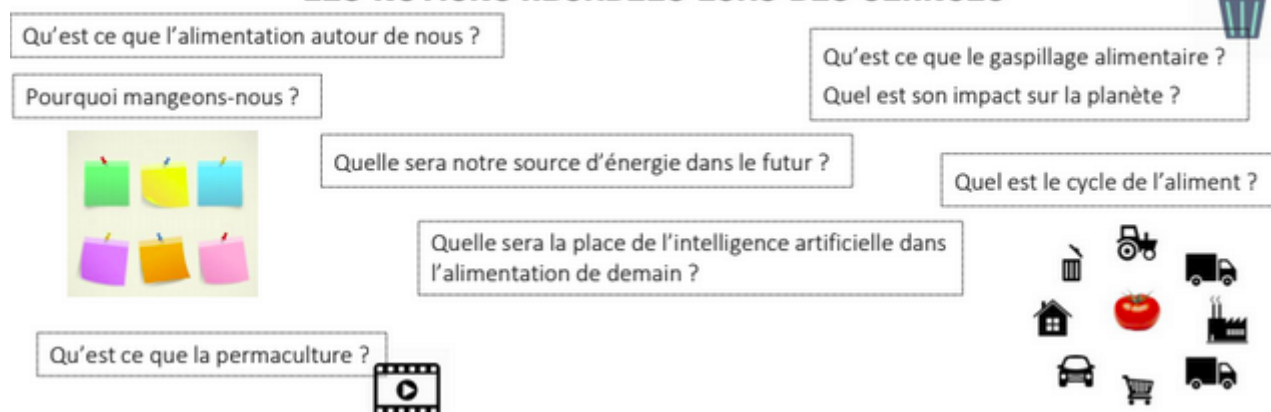 Qu'est ce que l'alimentation autour de nous ?
Qu'est ce que le gaspillage alimentaire ?
Quel est son impact sur la planète ?
Pourquoi mangeons-nous ?
Quelle sera notre source d'énergie dans le futur ?
Quel est le cycle de l'aliment ?
Quelle sera la place de l'intelligence artificielle dans
l'alimentation de demain ?
Qu'est ce que la permaculture ?